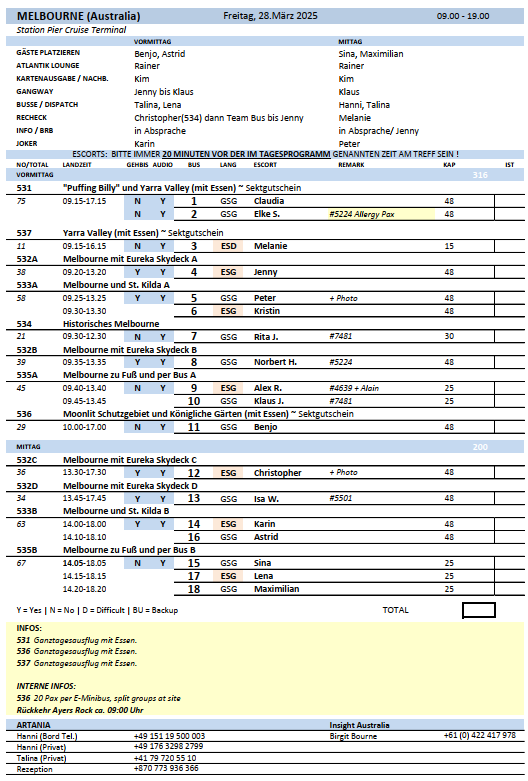 MELBOURNE (Australia) Freitag, 28.März 2025 09.00 - 19.00
Station Pier Cruise Terminal
VORMITTAG MITTAG
GÄSTE PLATZIEREN Benjo, Astrid Sina, Maximilian
ATLANTIK LOUNGE Rainer Rainer
KARTENAUSGABE / NACHB. Kim Kim
GANGWAY Jenny bis Klaus Klaus
BUSSE / DISPATCH Talina, Lena Hanni, Talina
RECHECK Christopher(534) dann Team Bus bis Jenny Melanie
INFO / BRB in Absprache in Absprache/ Jenny
JOKER Karin Peter
ESCORTS: BITTE IMMER 20 MINUTEN VOR DER IM TAGESPROGRAMM GENANNTEN ZEIT AM TREFF SEIN !
NO/TOTAL LANDZEIT GEHBIS AUDIO BUS LANG ESCORT REMARK KAP IST
VORMITTAG 316
531 "Puffing Billy" und Yarra Valley (mit Essen) ~ Sektgutschein
75 09.15-17.15 N Y 1 GSG Claudia 48
N Y 2 GSG Elke S. #5224 Allergy Pax 48
537 Yarra Valley (mit Essen) ~ Sektgutschein
11 09.15-16.15 N Y 3 ESD Melanie 15
532A Melbourne mit Eureka Skydeck A
38 09.20-13.20 Y Y 4 ESG Jenny 48
533A Melbourne und St. Kilda A
58 09.25-13.25 Y Y 5 GSG Peter + Photo 48
09.30-13.30 6 ESG Kristin 48
534 Historisches Melbourne
21 09.30-12.30 N Y 7 GSG Rita J. #7481 30
532B Melbourne mit Eureka Skydeck B
39 09.35-13.35 Y Y 8 GSG Norbert H. #5224 48
535A Melbourne zu Fuß und per Bus A
45 09.40-13.40 N Y 9 ESG Alex R. #4639 + Alain 25
09.45-13.45 10 GSG Klaus J. #7481 25
536 Moonlit Schutzgebiet und Königliche Gärten (mit Essen) ~ Sektgutschein
29 10.00-17.00 N Y 11 GSG Benjo 48
MITTAG 200
532C Melbourne mit Eureka Skydeck C
36 13.30-17.30 Y Y 12 ESG Christopher + Photo 48
532D Melbourne mit Eureka Skydeck D
34 13.45-17.45 Y Y 13 GSG Isa W. #5501 48
533B Melbourne und St. Kilda B
63 14.00-18.00 Y Y 14 ESG Karin 48
14.10-18.10 16 GSG Astrid 48
535B Melbourne zu Fuß und per Bus B
67 14.05-18.05 N Y 15 GSG Sina 25
14.15-18.15 17 ESG Lena 25
14.20-18.20 18 GSG Maximilian 25
Y = Yes | N = No | D = Difficult | BU = Backup TOTAL
INFOS:
531 Ganztagesausflug mit Essen.
536 Ganztagesausflug mit Essen.
537 Ganztagesausflug mit Essen.
INTERNE INFOS:
536 20 Pax per E-Minibus, split groups at site
Rückkehr Ayers Rock ca. 09:00 Uhr
ARTANIA Insight Australia
Hanni (Bord Tel.) +49 151 19 500 003 Birgit Bourne +61 (0) 422 417 978
Hanni (Privat) +49 176 3298 2799
Talina (Privat) +41 79 720 55 10
Rezeption +870 773 936 366